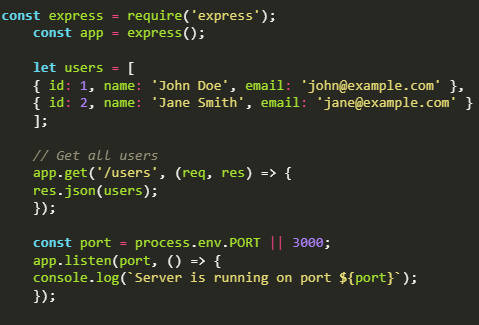 const express = require('express');
const app = express();
let users = [
{ id: 1, name: 'John Doe', email: 'john@example.com' },
{ id: 2, name: 'Jane Smith', email: 'jane@example.com' }
];
// Get all users
app.get('/users', (req, res) => {
res.json(users);
});
const port = process.env.PORT || 3000;
app.listen(port, () => {
console.log(`Server is running on port ${port}`);
});